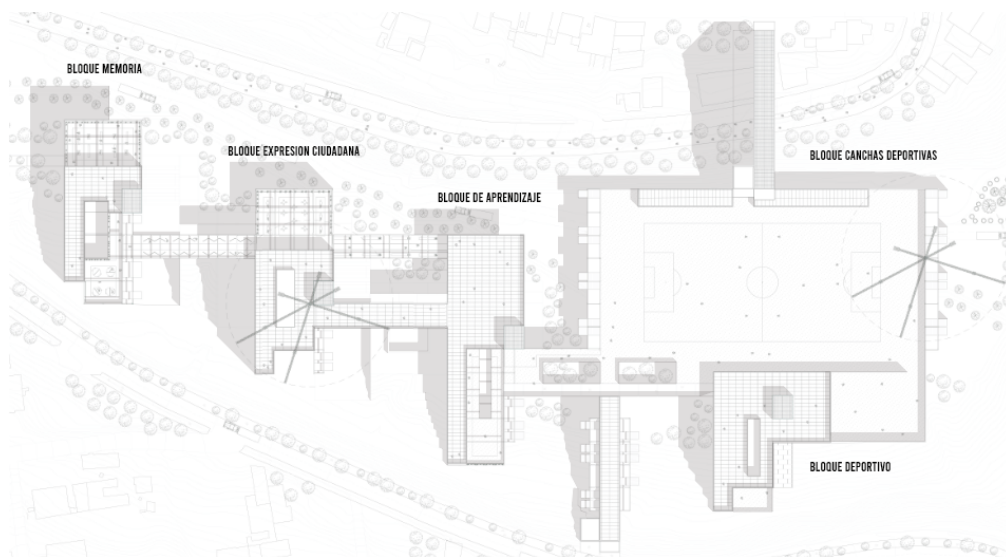 BLOQUE MEMORIA
BLOQUE EXPRESION CIUDADANA
BLOQUE DE APRENDIZAJE
BLOQUE CANCHAS DEPORTIVAS
BLOQUE DEPORTIVO